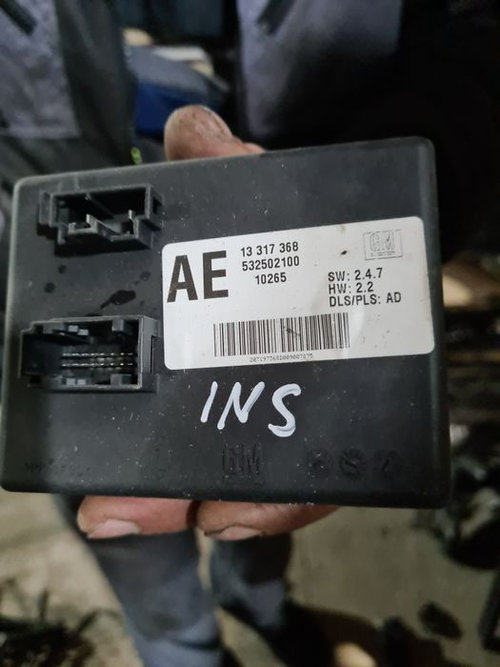 AE
13 317 368
532502100
10265
GM
SW: 2.4.7
HW: 2.2
DLS/PLS: AD
INS
GM